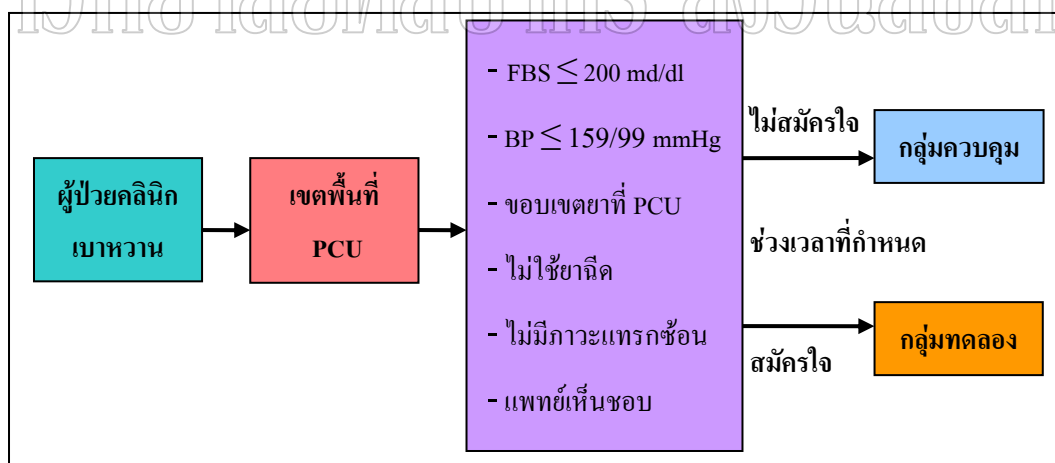 ผู้ป่วยคลินิก
เบาหวาน
เขตพื้นที่
PCU
- FBS ≤ 200 md/dl
- BP ≤ 159/99 mmHg
- ขอบเขตยาที่ PCU
- ไม่ใช้ยาฉีด
- ไม่มีภาวะแทรกซ้อน
- แพทย์เห็นชอบ
ไม่สมัครใจ
ช่วงเวลาที่กำหนด
สมัครใจ
กลุ่มควบคุม
กลุ่มทดลอง